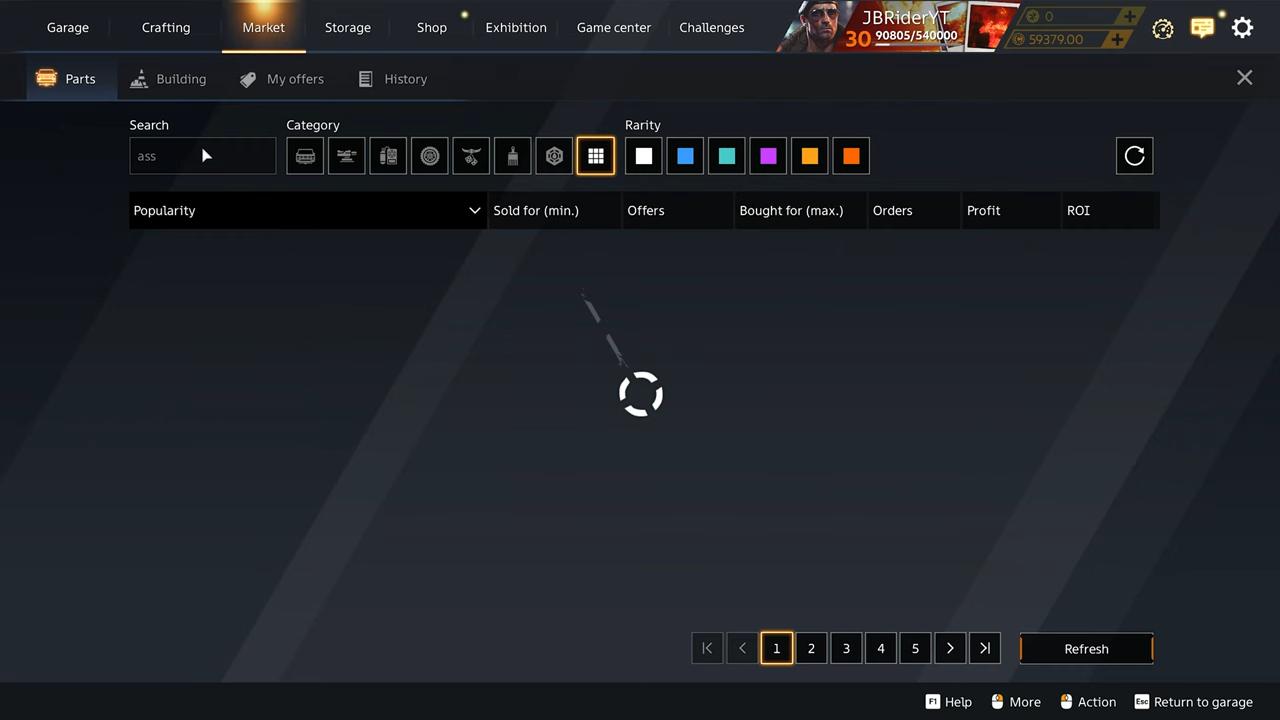 Garage Crafting Market Storage Shop Exhibition Game center Challenges
JBRiderYT
30 90805/540000
0
59379.00
Parts Building My offers History
Search Category Rarity
ass
Popularity Sold for (min.) Offers Bought for (max.) Orders Profit ROI
1 2 3 4 5 Refresh
F1 Help More Action Esc Return to garage